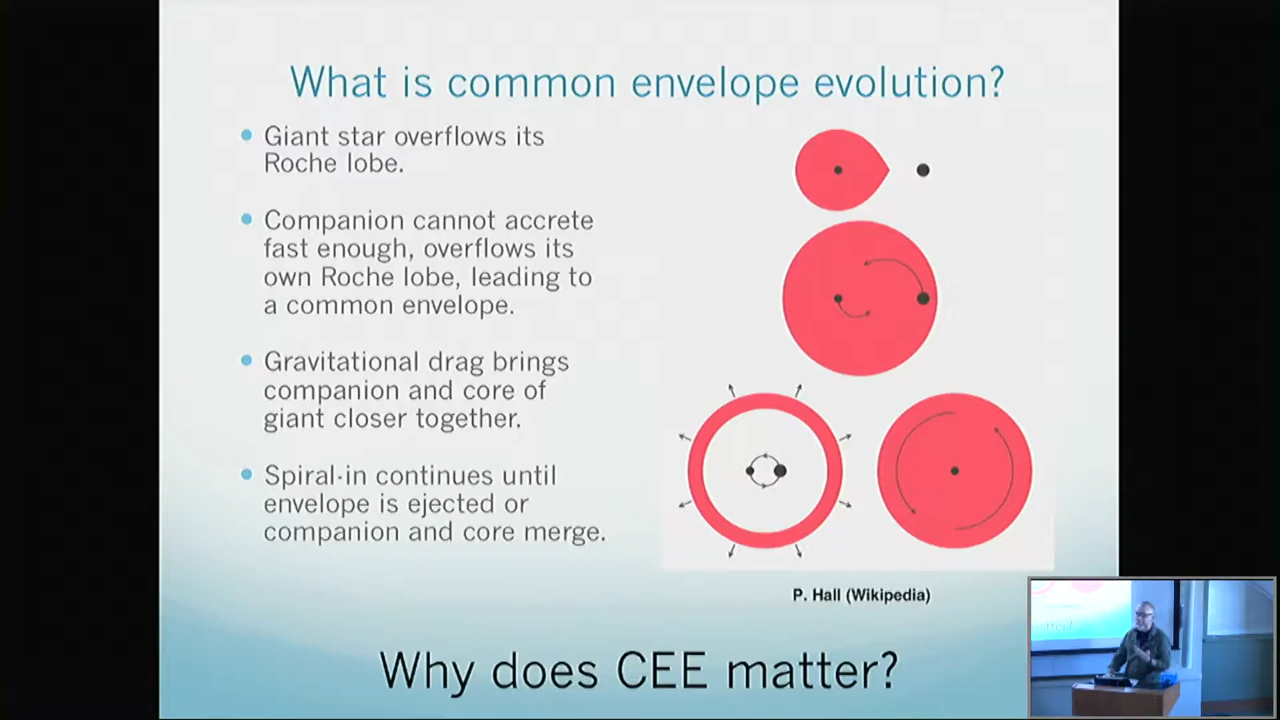 What is common envelope evolution?
Giant star overflows its
Roche lobe.
Companion cannot accrete
fast enough, overflows its
own Roche lobe, leading to
a common envelope.
Gravitational drag brings
companion and core of
giant closer together.
Spiral-in continues until
envelope is ejected or
companion and core merge.
P. Hall (Wikipedia)
Why does CEE matter?